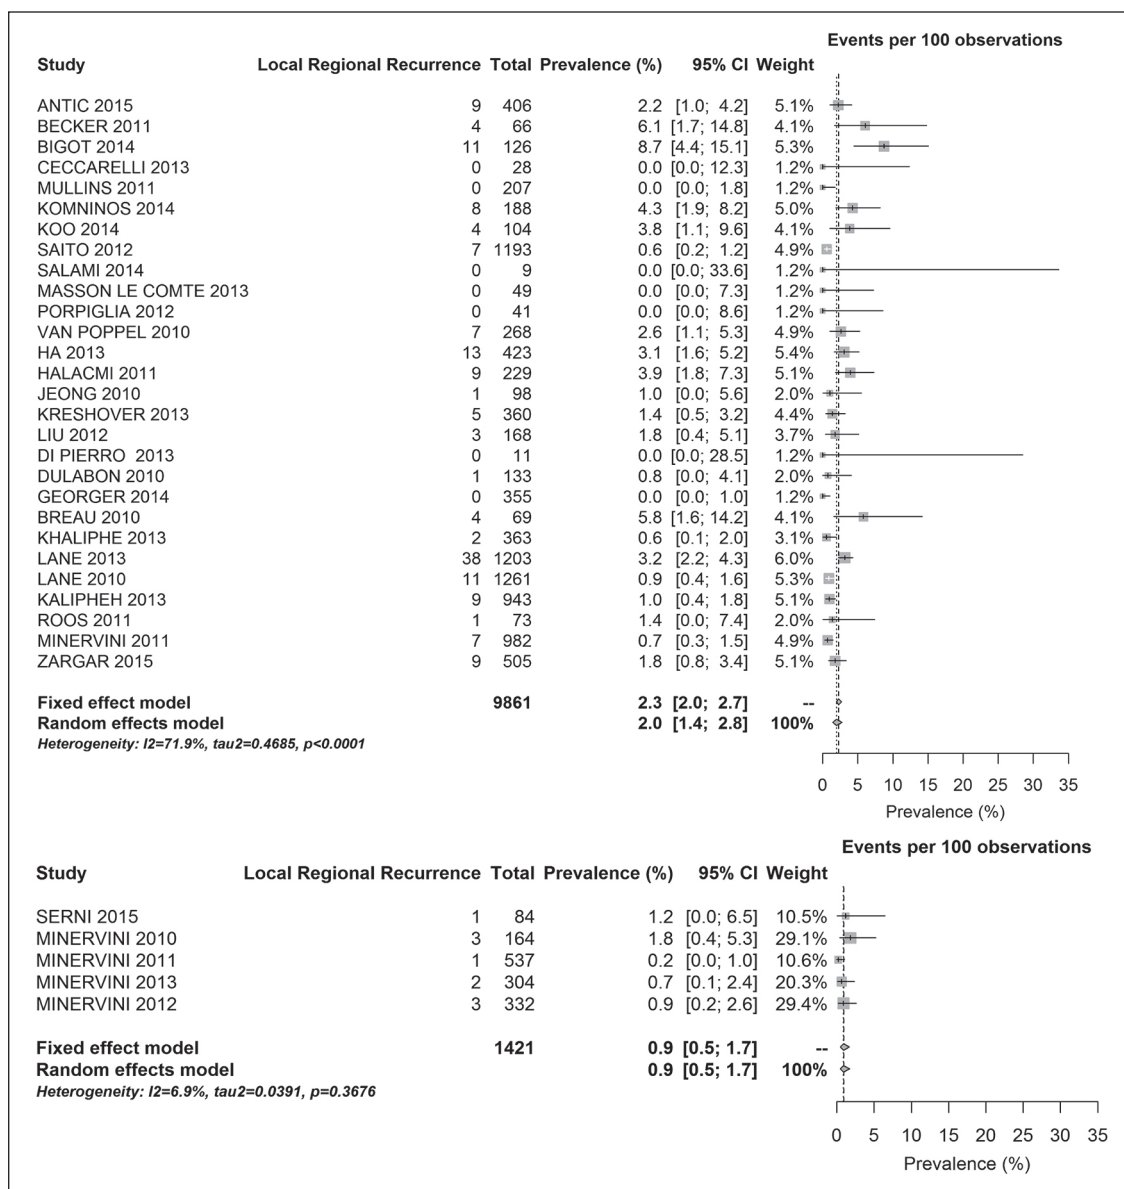 Events per 100 observations
Study Local Regional Recurrence Total Prevalence (%) 95% CI Weight
ANTIC 2015 9 406 2.2 [1.0; 4.2] 5.1%
BECKER 2011 4 66 6.1 [1.7; 14.8] 4.1%
BIGOT 2014 11 126 8.7 [4.4; 15.1] 5.3%
CECCARELLI 2013 0 28 0.0 [0.0; 12.3] 1.2%
MULLINS 2011 0 207 0.0 [0.0; 1.8] 1.2%
KOMNINOS 2014 8 188 4.3 [1.9; 8.2] 5.0%
KOO 2014 4 104 3.8 [1.1; 9.6] 4.1%
SAITO 2012 7 1193 0.6 [0.2; 1.2] 4.9%
SALAMI 2014 0 9 0.0 [0.0; 33.6] 1.2%
MASSON LE COMTE 2013 0 49 0.0 [0.0; 7.3] 1.2%
PORPIGLIA 2012 0 41 0.0 [0.0; 8.6] 1.2%
VAN POPPEL 2010 7 268 2.6 [1.1; 5.3] 4.9%
HA 2013 13 423 3.1 [1.6; 5.2] 5.4%
HALACMI 2011 9 229 3.9 [1.8; 7.3] 5.1%
JEONG 2010 1 98 1.0 [0.0; 5.6] 2.0%
KRESHOVER 2013 5 360 1.4 [0.5; 3.2] 4.4%
LIU 2012 3 168 1.8 [0.4; 5.1] 3.7%
DI PIERRO 2013 0 11 0.0 [0.0; 28.5] 1.2%
DULABON 2010 1 133 0.8 [0.0; 4.1] 2.0%
GEORGER 2014 0 355 0.0 [0.0; 1.0] 1.2%
BREAU 2010 4 69 5.8 [1.6; 14.2] 4.1%
KHALIPHE 2013 2 363 0.6 [0.1; 2.0] 3.1%
LANE 2013 38 1203 3.2 [2.2; 4.3] 6.0%
LANE 2010 11 1261 0.9 [0.4; 1.6] 5.3%
KALIPHEH 2013 9 943 1.0 [0.4; 1.8] 5.1%
ROOS 2011 1 73 1.4 [0.0; 7.4] 2.0%
MINERVINI 2011 7 982 0.7 [0.3; 1.5] 4.9%
ZARGAR 2015 9 505 1.8 [0.8; 3.4] 5.1%
Fixed effect model 9861 2.3 [2.0; 2.7] --
Random effects model 2.0 [1.4; 2.8] 100%
Heterogeneity: I2=71.9%, tau2=0.4685, p<0.0001
0 5 10 15 20 25 30 35
Prevalence (%)
Events per 100 observations
Study Local Regional Recurrence Total Prevalence (%) 95% CI Weight
SERNI 2015 1 84 1.2 [0.0; 6.5] 10.5%
MINERVINI 2010 3 164 1.8 [0.4; 5.3] 29.1%
MINERVINI 2011 1 537 0.2 [0.0; 1.0] 10.6%
MINERVINI 2013 2 304 0.7 [0.1; 2.4] 20.3%
MINERVINI 2012 3 332 0.9 [0.2; 2.6] 29.4%
Fixed effect model 1421 0.9 [0.5; 1.7] --
Random effects model 0.9 [0.5; 1.7] 100%
Heterogeneity: I2=6.9%, tau2=0.0391, p=0.3676
0 5 10 15 20 25 30 35
Prevalence (%)